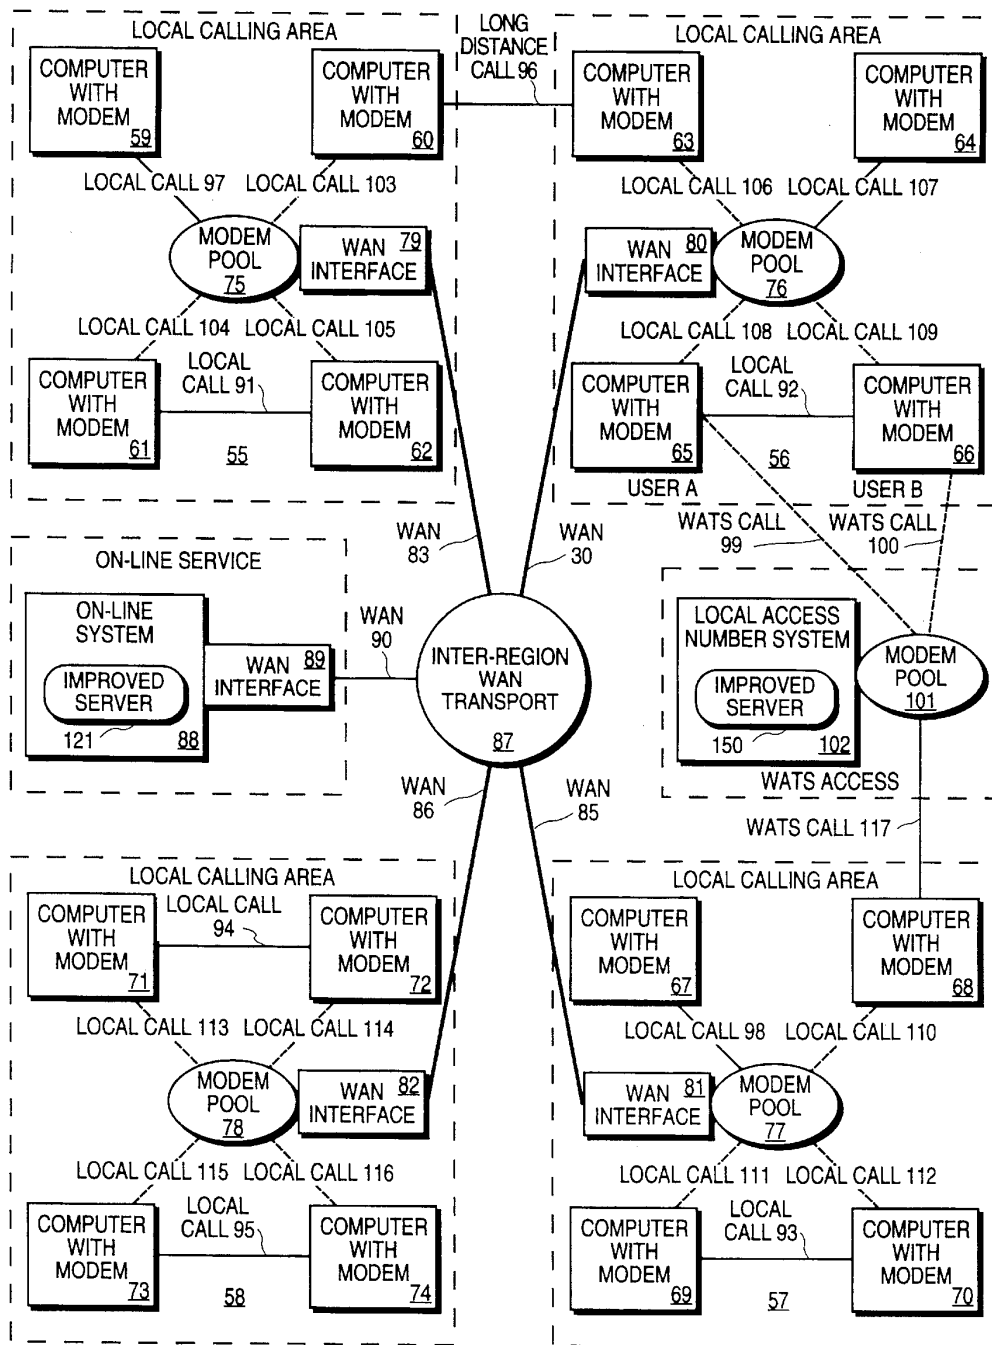 LOCAL CALLING AREA
COMPUTER
WITH
MODEM
59
COMPUTER
WITH
MODEM
60
LOCAL CALL 97
LOCAL CALL 103
MODEM
POOL
75
79
WAN
INTERFACE
LOCAL CALL 104
LOCAL CALL 105
COMPUTER
WITH
MODEM
61
LOCAL
CALL 91
COMPUTER
WITH
MODEM
62
55
LONG
DISTANCE
CALL 96
LOCAL CALLING AREA
COMPUTER
WITH
MODEM
63
COMPUTER
WITH
MODEM
64
LOCAL CALL 106
LOCAL CALL 107
80
WAN
INTERFACE
MODEM
POOL
76
LOCAL CALL 108
LOCAL CALL 109
COMPUTER
WITH
MODEM
65
LOCAL
CALL 92
COMPUTER
WITH
MODEM
66
56
USER A
USER B
WAN
83
WAN
30
WATS CALL
99
WATS CALL
100
ON-LINE SERVICE
ON-LINE
SYSTEM
IMPROVED
SERVER
121
88
89
WAN
INTERFACE
WAN
90
INTER-REGION
WAN
TRANSPORT
87
LOCAL ACCESS
NUMBER SYSTEM
IMPROVED
SERVER
150
102
MODEM
POOL
101
WATS ACCESS
WATS CALL 117
WAN
86
WAN
85
LOCAL CALLING AREA
COMPUTER
WITH
MODEM
71
LOCAL CALL
94
COMPUTER
WITH
MODEM
72
LOCAL CALL 113
LOCAL CALL 114
MODEM
POOL
78
82
WAN
INTERFACE
LOCAL CALL 115
LOCAL CALL 116
COMPUTER
WITH
MODEM
73
LOCAL
CALL 95
COMPUTER
WITH
MODEM
74
58
LOCAL CALLING AREA
COMPUTER
WITH
MODEM
67
COMPUTER
WITH
MODEM
68
LOCAL CALL 98
LOCAL CALL 110
81
WAN
INTERFACE
MODEM
POOL
77
LOCAL CALL 111
LOCAL CALL 112
COMPUTER
WITH
MODEM
69
LOCAL
CALL 93
COMPUTER
WITH
MODEM
70
57